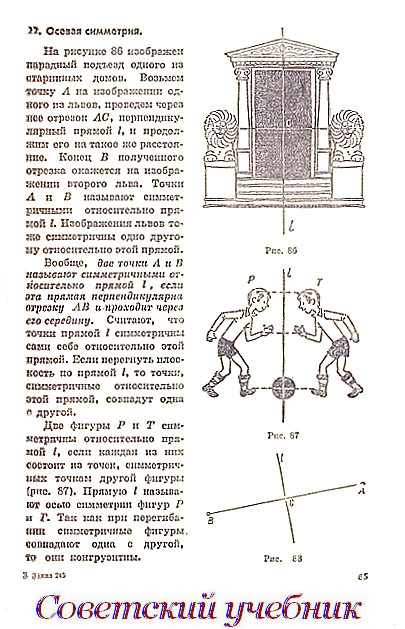 22. Осевая симметрия.
На рисунке 86 изображен
парадный подъезд одного из
старинных домов. Возьмем
точку A на изображении од-
ного из львов, проведем через
нее отрезок AC, перпендику-
лярный прямой l, и продол-
жим его на такое же расстоя-
ние. Конец B полученного
отрезка окажется на изобра-
жении второго льва. Точки
A и B называют симмет-
ричными относительно пря-
мой l. Изображения львов то-
же симметричны одно друго-
му относительно этой прямой.
Вообще, две точки A и B
называют симметричными от-
носительно прямой l, если
эта прямая перпендикулярна
отрезку AB и проходит через
его середину. Считают, что
точки прямой l симметричны
сами себе относительно этой
прямой. Если перегнуть плос-
кость по прямой l, то точки,
симметричные относительно
этой прямой, совпадут одна
с другой.
Две фигуры P и T сим-
метричны относительно пря-
мой l, если каждая из них
состоит из точек, симметрич-
ных точкам другой фигуры
(рис. 87). Прямую l называ-
ют осью симметрии фигур P
и T. Так как при перегиба-
нии симметричные фигуры
совпадают одна с другой,
то они конгруэнтны.
3 Заказ 245
C
l
Рис. 86
P
l
T
Рис. 87
l
A
C
B
Рис. 88
65
Советский учебник